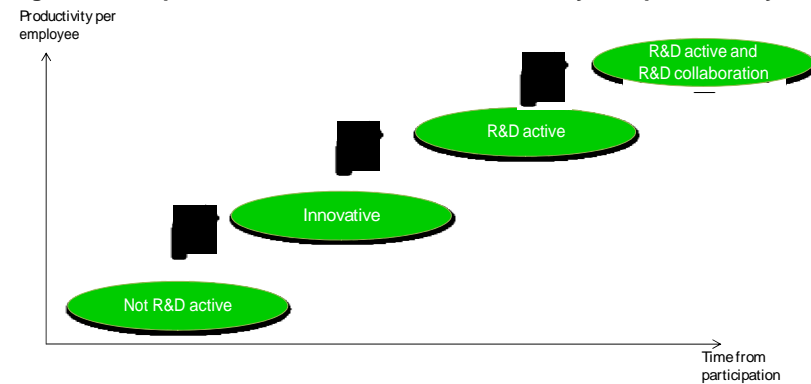 Productivity per
employee
R&D active and
R&D collaboration
R&D active
Innovative
Not R&D active
Time from
participation